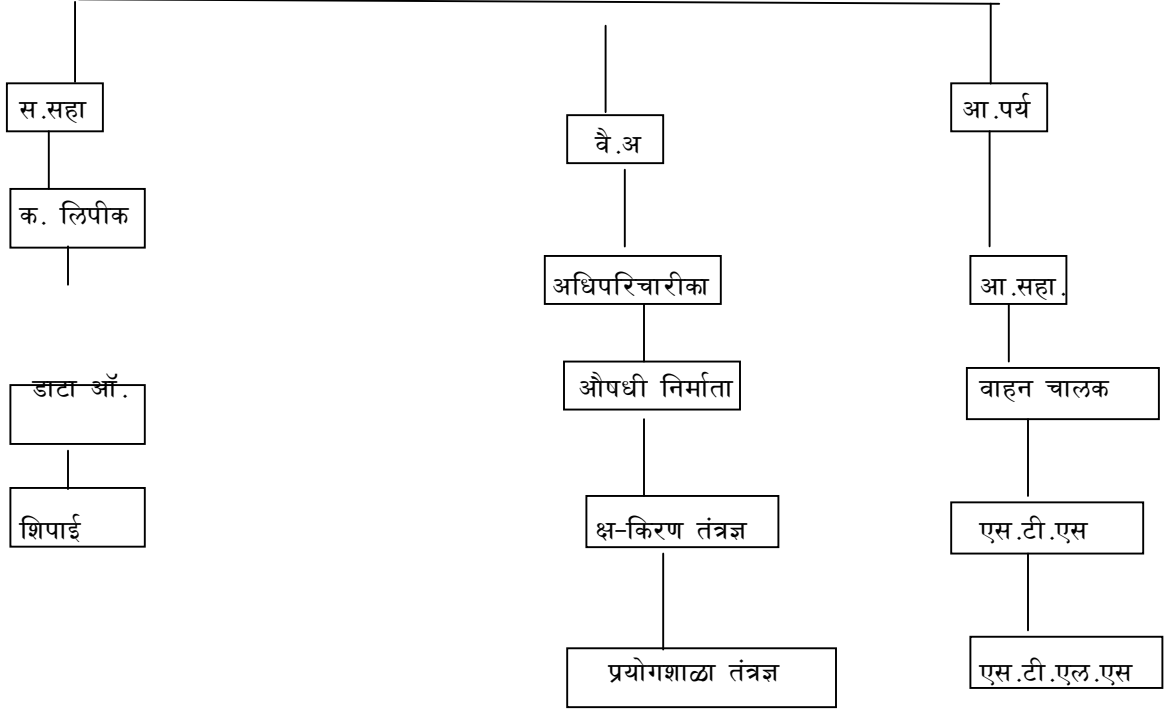 स.सहा
क. लिपीक
डाटा ऑ.
शिपाई
वै.अ
अधिपरिचारीका
औषधी निर्माता
क्ष-किरण तंत्रज्ञ
प्रयोगशाळा तंत्रज्ञ
आ.पर्य
आ.सहा.
वाहन चालक
एस.टी.एस
एस.टी.एल.एस